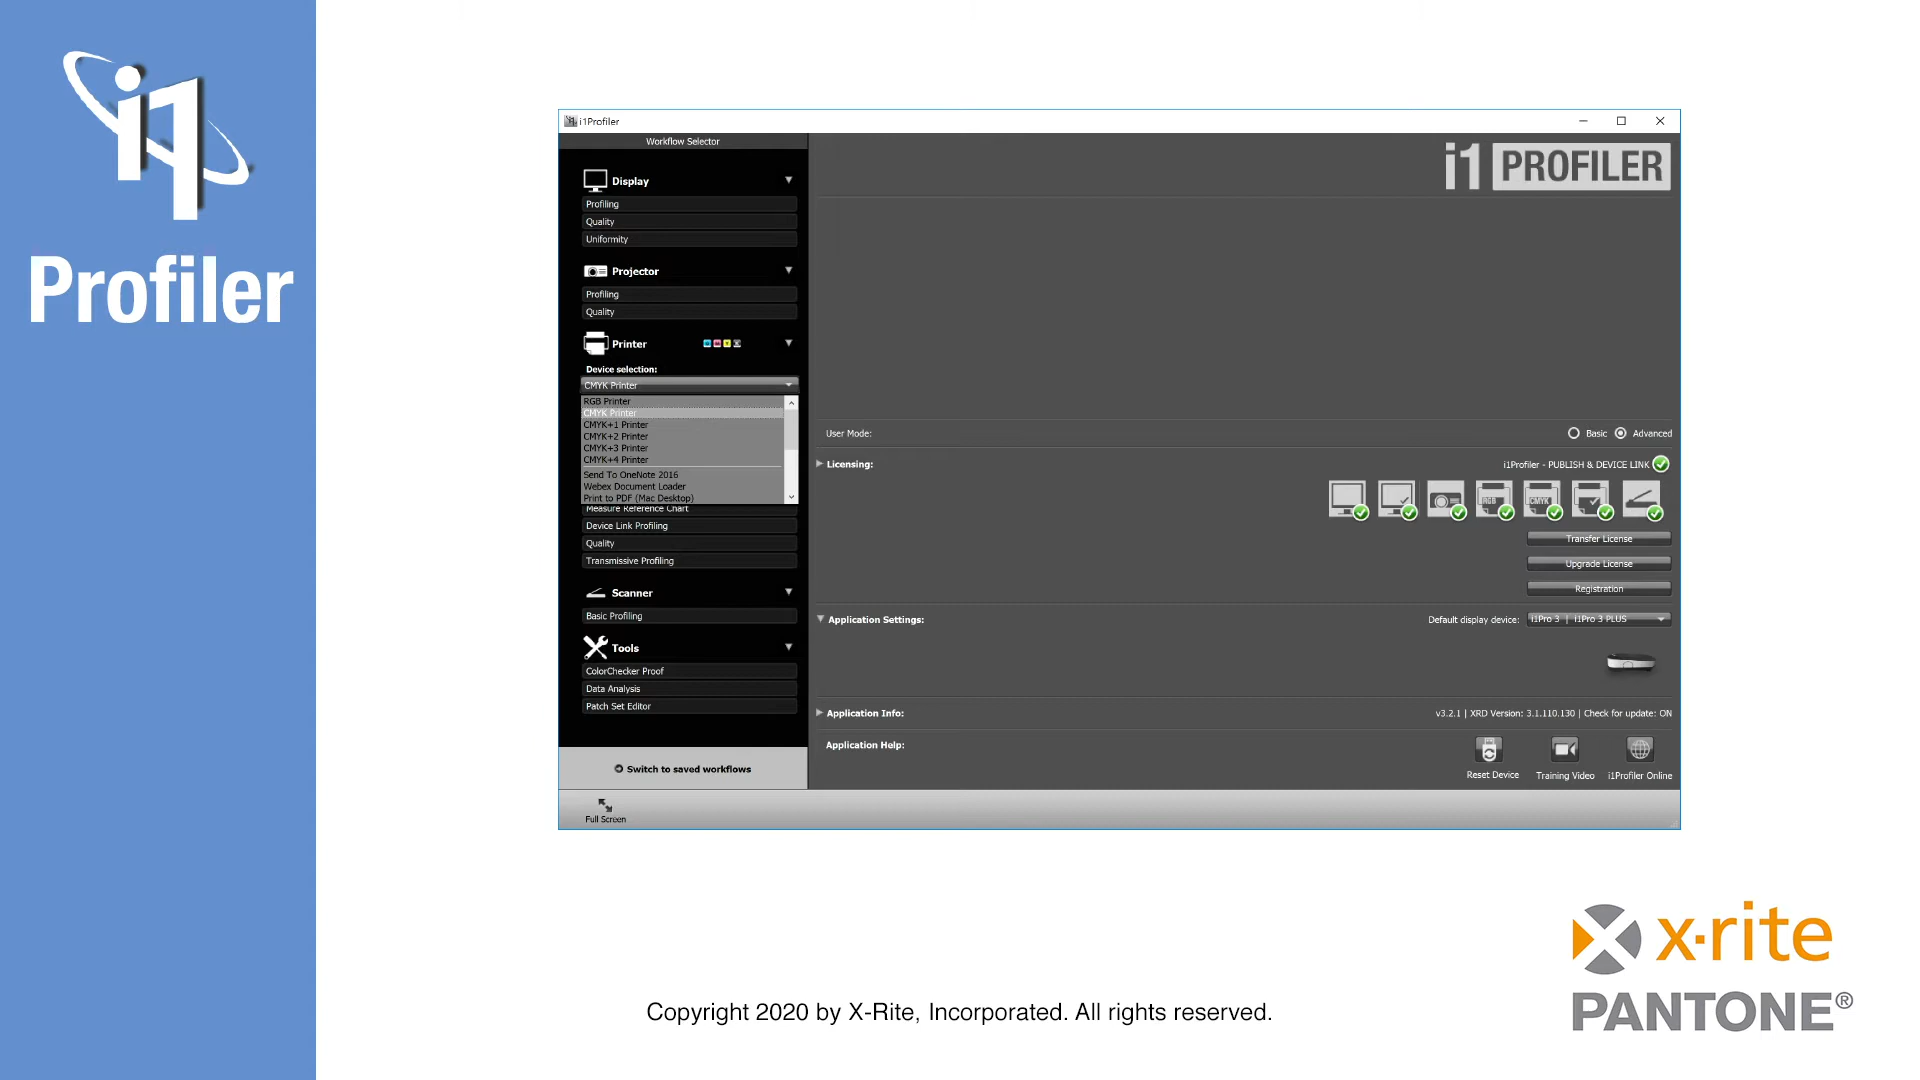 i1
Profiler
i1Profiler
Workflow Selector
Display
Profiling
Quality
Uniformity
Projector
Profiling
Quality
Printer
Device selection:
CMYK Printer
RGB Printer
CMYK Printer
CMYK+1 Printer
CMYK+2 Printer
CMYK+3 Printer
CMYK+4 Printer
Send To OneNote 2016
Webex Document Loader
Print to PDF (Mac Desktop)
Measure Reference Chart
Device Link Profiling
Quality
Transmissive Profiling
Scanner
Basic Profiling
Tools
ColorChecker Proof
Data Analysis
Patch Set Editor
Switch to saved workflows
Full Screen
i1 PROFILER
User Mode: Basic Advanced
Licensing: i1Profiler - PUBLISH & DEVICE LINK
RGB CMYK
Transfer License
Upgrade License
Registration
Application Settings: Default display device: i1Pro 3 | i1Pro 3 PLUS
Application Info: v3.2.1 | XRD Version: 3.1.110.130 | Check for update: ON
Application Help:
Reset Device Training Video i1Profiler Online
x·rite
PANTONE®
Copyright 2020 by X-Rite, Incorporated. All rights reserved.